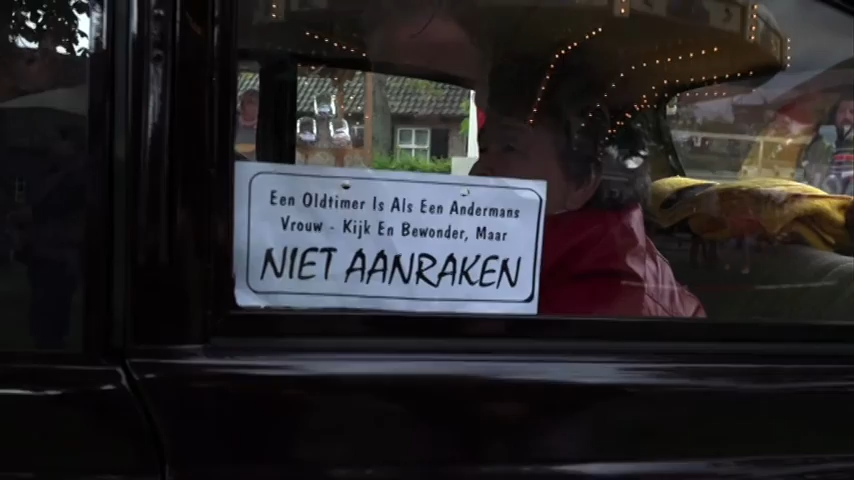 Een Oldtimer Is Als Een Andermans
Vrouw - Kijk En Bewonder, Maar
NIET AANRAKEN